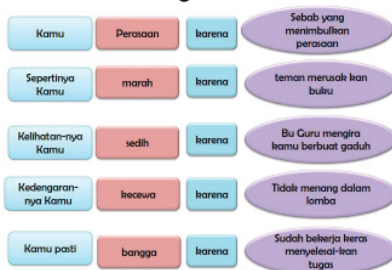 Kamu Perasaan karena Sebab yang
menimbulkan
perasaan
Sepertinya
Kamu marah karena teman merusak kan
buku
Kelihatan-nya
Kamu sedih karena Bu Guru mengira
kamu berbuat gaduh
Kedengaran-
nya Kamu kecewa karena Tidak menang dalam
lomba
Kamu pasti bangga karena Sudah bekerja keras
menyelesai-kan
tugas